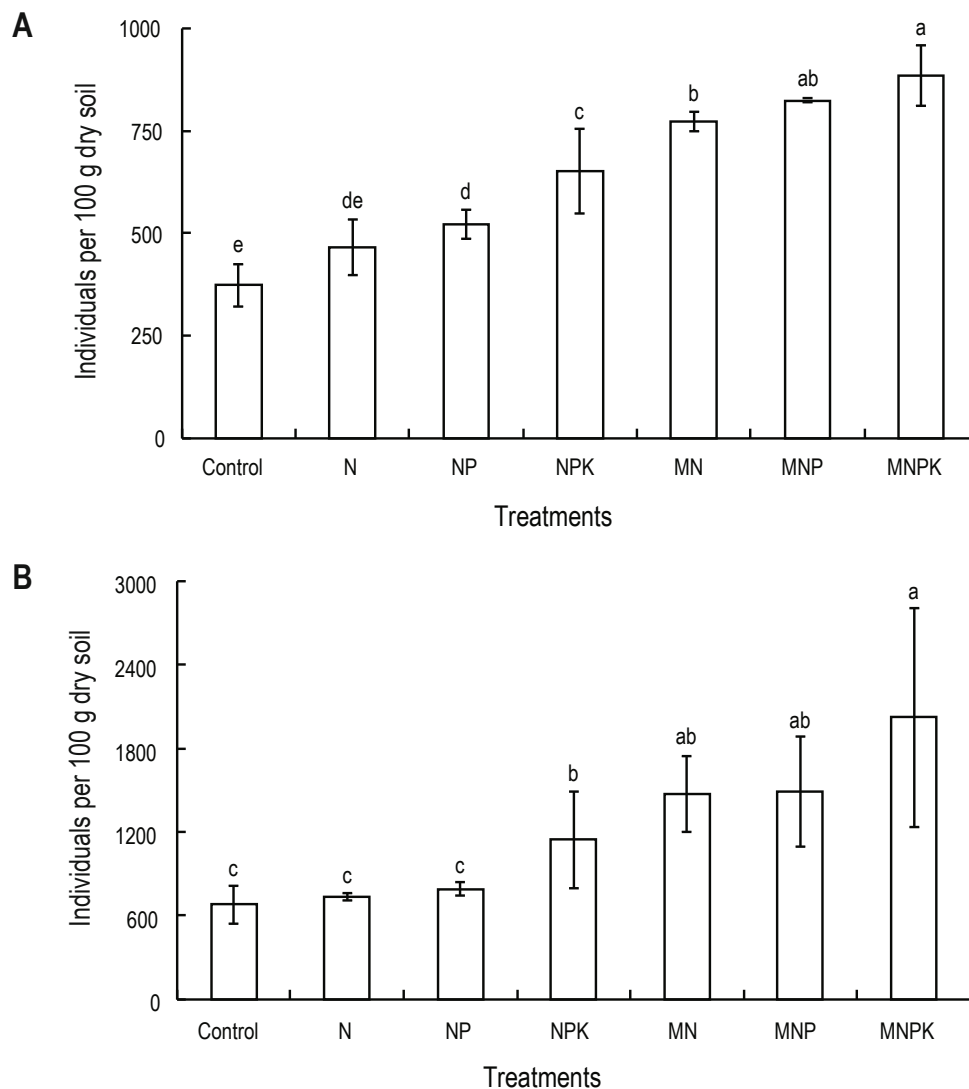 A
Individuals per 100 g dry soil
1000
750
500
250
0
e
de
d
c
b
ab
a
Control N NP NPK MN MNP MNPK
Treatments
B
Individuals per 100 g dry soil
3000
2400
1800
1200
600
0
c
c
c
b
ab
ab
a
Control N NP NPK MN MNP MNPK
Treatments